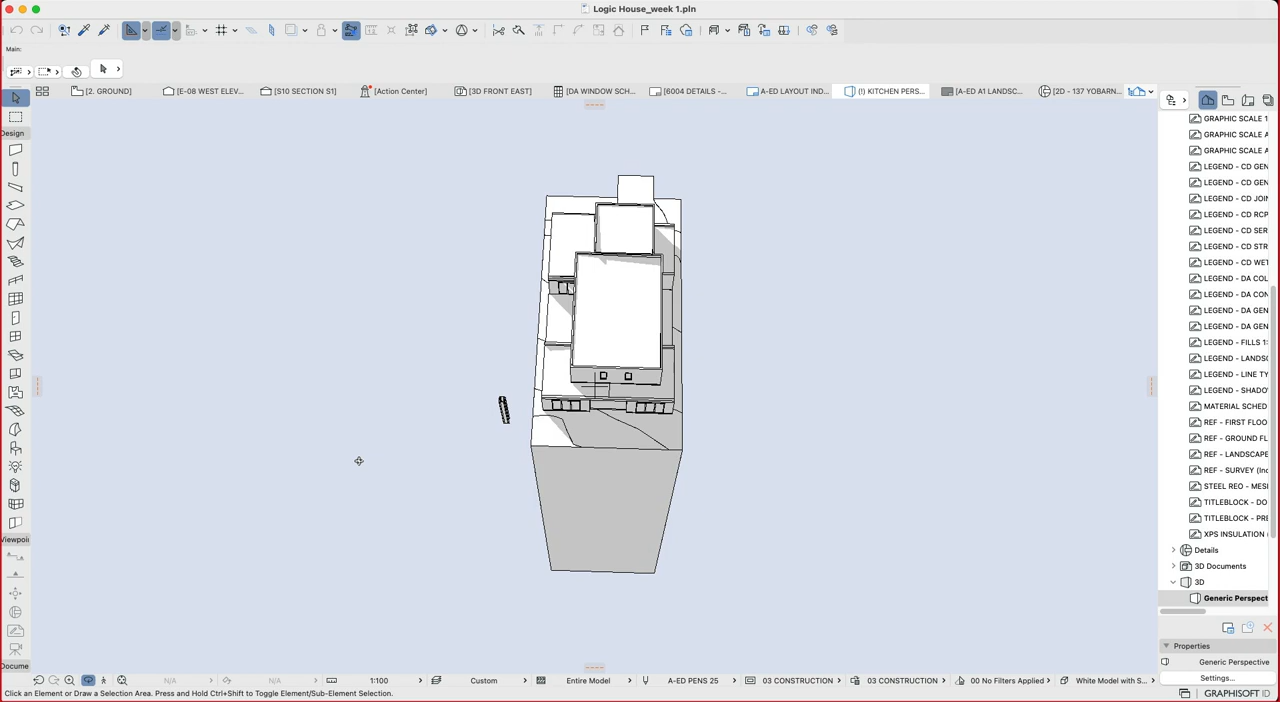 Logic House_week 1.pln
Main:
[2. GROUND]
[E-08 WEST ELEV...
[S10 SECTION S1]
[Action Center]
[3D FRONT EAST]
[DA WINDOW SCH...
[6004 DETAILS -...
A-ED LAYOUT IND...
(!) KITCHEN PERS...
[A-ED A1 LANDSC...
[2D - 137 YOBARN...
Design
Viewpoi
Docume
GRAPHIC SCALE 1
GRAPHIC SCALE A
GRAPHIC SCALE A
LEGEND - CD GEN
LEGEND - CD GEN
LEGEND - CD JOIN
LEGEND - CD RCP
LEGEND - CD SER
LEGEND - CD STR
LEGEND - CD WET
LEGEND - DA COL
LEGEND - DA CON
LEGEND - DA GEN
LEGEND - DA GEN
LEGEND - FILLS 1:
LEGEND - LANDSC
LEGEND - LINE TY
LEGEND - SHADO
MATERIAL SCHED
REF - FIRST FLOO
REF - GROUND FL
REF - LANDSCAPE
REF - SURVEY (Inc
STEEL REO - MESH
TITLEBLOCK - DO
TITLEBLOCK - PRE
XPS INSULATION (
Details
3D Documents
3D
Generic Perspect
Properties
Generic Perspective
Settings...
N/A
N/A
1:100
Custom
Entire Model
A-ED PENS 25
03 CONSTRUCTION
03 CONSTRUCTION
00 No Filters Applied
White Model with S...
Click an Element or Draw a Selection Area. Press and Hold Ctrl+Shift to Toggle Element/Sub-Element Selection.
GRAPHISOFT ID